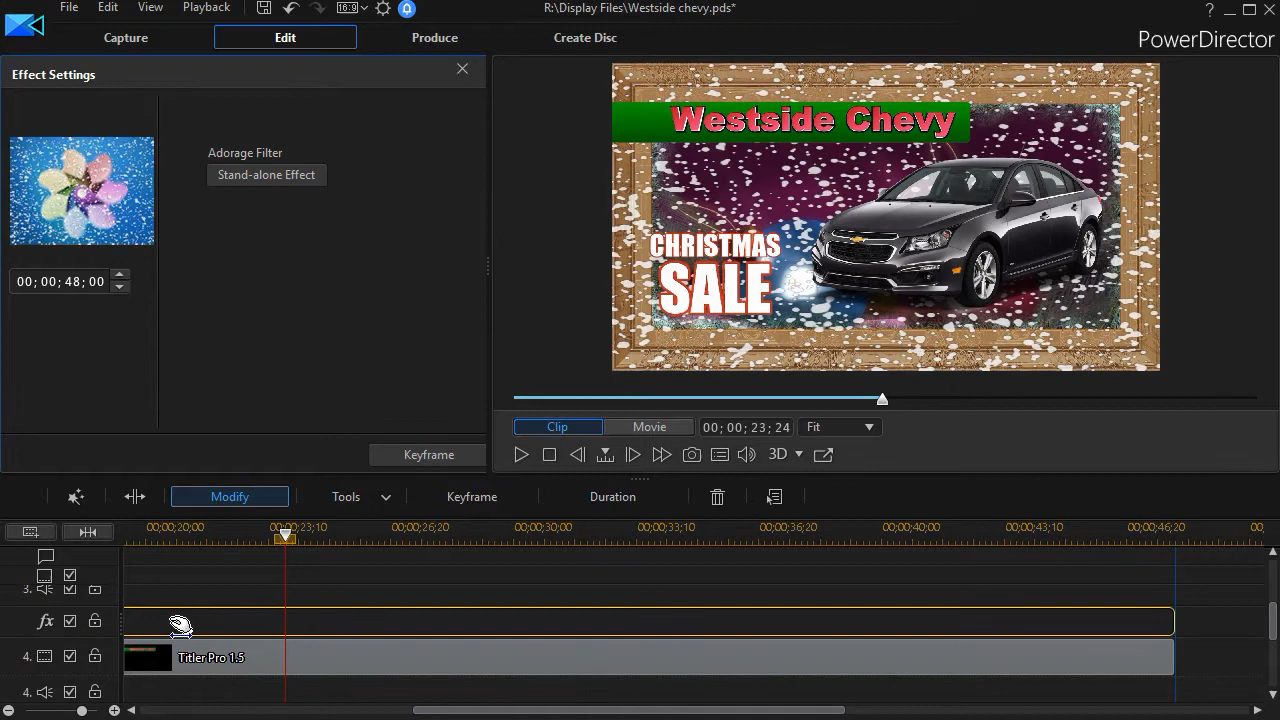 File Edit View Playback 16:9 R:\Display Files\Westside chevy.pds* ?
Capture Edit Produce Create Disc PowerDirector
Effect Settings
Adorage Filter
Stand-alone Effect
00; 00; 48; 00
Keyframe
Westside Chevy
CHRISTMAS
SALE
Clip Movie 00; 00; 23; 24 Fit
3D
Modify Tools Keyframe Duration
00;00;20;00 00;00;23;10 00;00;26;20 00;00;30;00 00;00;33;10 00;00;36;20 00;00;40;00 00;00;43;10 00;00;46;20 00;
3.
fx
4. Titler Pro 1.5
4.